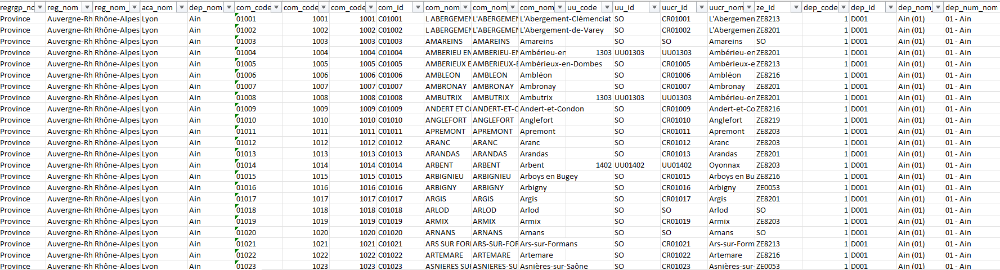 regrgp_nc reg_nom reg_nom_ aca_nom dep_nom com_code com_code com_code com_id com_nom com_nom com_nom uu_code uu_id uucr_id uucr_nom ze_id dep_code dep_id dep_nom_ dep_num_nom
Province Auvergne-Rh Rhône-Alpes Lyon Ain 01001 1001 1001 C01001 L ABERGEMEN L'ABERGEMEN L'Abergement-Clémenciat SO CR01001 L'Abergemen ZE8213 1 D001 Ain (01) 01 - Ain
Province Auvergne-Rh Rhône-Alpes Lyon Ain 01002 1002 1002 C01002 L ABERGEMEN L'ABERGEMEN L'Abergement-de-Varey SO CR01002 L'Abergemen ZE8201 1 D001 Ain (01) 01 - Ain
Province Auvergne-Rh Rhône-Alpes Lyon Ain 01003 1003 1003 C01003 AMAREINS AMAREINS Amareins SO SO Amareins SO 1 D001 Ain (01) 01 - Ain
Province Auvergne-Rh Rhône-Alpes Lyon Ain 01004 1004 1004 C01004 AMBERIEU EN AMBERIEU-EN Ambérieu-en 1303 UU01303 UU01303 Ambérieu-en ZE8201 1 D001 Ain (01) 01 - Ain
Province Auvergne-Rh Rhône-Alpes Lyon Ain 01005 1005 1005 C01005 AMBERIEUX E AMBERIEUX-E Ambérieux-en-Dombes SO CR01005 Ambérieux-e ZE8213 1 D001 Ain (01) 01 - Ain
Province Auvergne-Rh Rhône-Alpes Lyon Ain 01006 1006 1006 C01006 AMBLEON AMBLEON Ambléon SO CR01006 Ambléon ZE8216 1 D001 Ain (01) 01 - Ain
Province Auvergne-Rh Rhône-Alpes Lyon Ain 01007 1007 1007 C01007 AMBRONAY AMBRONAY Ambronay SO CR01007 Ambronay ZE8201 1 D001 Ain (01) 01 - Ain
Province Auvergne-Rh Rhône-Alpes Lyon Ain 01008 1008 1008 C01008 AMBUTRIX AMBUTRIX Ambutrix 1303 UU01303 UU01303 Ambérieu-en ZE8201 1 D001 Ain (01) 01 - Ain
Province Auvergne-Rh Rhône-Alpes Lyon Ain 01009 1009 1009 C01009 ANDERT ET CO ANDERT-ET-C Andert-et-Condon SO CR01009 Andert-et-Co ZE8216 1 D001 Ain (01) 01 - Ain
Province Auvergne-Rh Rhône-Alpes Lyon Ain 01010 1010 1010 C01010 ANGLEFORT ANGLEFORT Anglefort SO CR01010 Anglefort ZE8219 1 D001 Ain (01) 01 - Ain
Province Auvergne-Rh Rhône-Alpes Lyon Ain 01011 1011 1011 C01011 APREMONT APREMONT Apremont SO CR01011 Apremont ZE8203 1 D001 Ain (01) 01 - Ain
Province Auvergne-Rh Rhône-Alpes Lyon Ain 01012 1012 1012 C01012 ARANC ARANC Aranc SO CR01012 Aranc ZE8203 1 D001 Ain (01) 01 - Ain
Province Auvergne-Rh Rhône-Alpes Lyon Ain 01013 1013 1013 C01013 ARANDAS ARANDAS Arandas SO CR01013 Arandas ZE8201 1 D001 Ain (01) 01 - Ain
Province Auvergne-Rh Rhône-Alpes Lyon Ain 01014 1014 1014 C01014 ARBENT ARBENT Arbent 1402 UU01402 UU01402 Oyonnax ZE8203 1 D001 Ain (01) 01 - Ain
Province Auvergne-Rh Rhône-Alpes Lyon Ain 01015 1015 1015 C01015 ARBIGNIEU ARBIGNIEU Arboys en Bugey SO CR01015 Arboys en Bu ZE8216 1 D001 Ain (01) 01 - Ain
Province Auvergne-Rh Rhône-Alpes Lyon Ain 01016 1016 1016 C01016 ARBIGNY ARBIGNY Arbigny SO CR01016 Arbigny ZE0053 1 D001 Ain (01) 01 - Ain
Province Auvergne-Rh Rhône-Alpes Lyon Ain 01017 1017 1017 C01017 ARGIS ARGIS Argis SO CR01017 Argis ZE8201 1 D001 Ain (01) 01 - Ain
Province Auvergne-Rh Rhône-Alpes Lyon Ain 01018 1018 1018 C01018 ARLOD ARLOD Arlod SO SO Arlod SO 1 D001 Ain (01) 01 - Ain
Province Auvergne-Rh Rhône-Alpes Lyon Ain 01019 1019 1019 C01019 ARMIX ARMIX Armix SO CR01019 Armix ZE8203 1 D001 Ain (01) 01 - Ain
Province Auvergne-Rh Rhône-Alpes Lyon Ain 01020 1020 1020 C01020 ARNANS ARNANS Arnans SO SO Arnans SO 1 D001 Ain (01) 01 - Ain
Province Auvergne-Rh Rhône-Alpes Lyon Ain 01021 1021 1021 C01021 ARS SUR FOR ARS-SUR-FOR Ars-sur-Formans SO CR01021 Ars-sur-Form ZE8213 1 D001 Ain (01) 01 - Ain
Province Auvergne-Rh Rhône-Alpes Lyon Ain 01022 1022 1022 C01022 ARTEMARE ARTEMARE Artemare SO CR01022 Artemare ZE8216 1 D001 Ain (01) 01 - Ain
Province Auvergne-Rh Rhône-Alpes Lyon Ain 01023 1023 1023 C01023 ASNIERES SU ASNIERES-SU Asnières-sur-Saône SO CR01023 Asnières-sur- ZE0053 1 D001 Ain (01) 01 - Ain